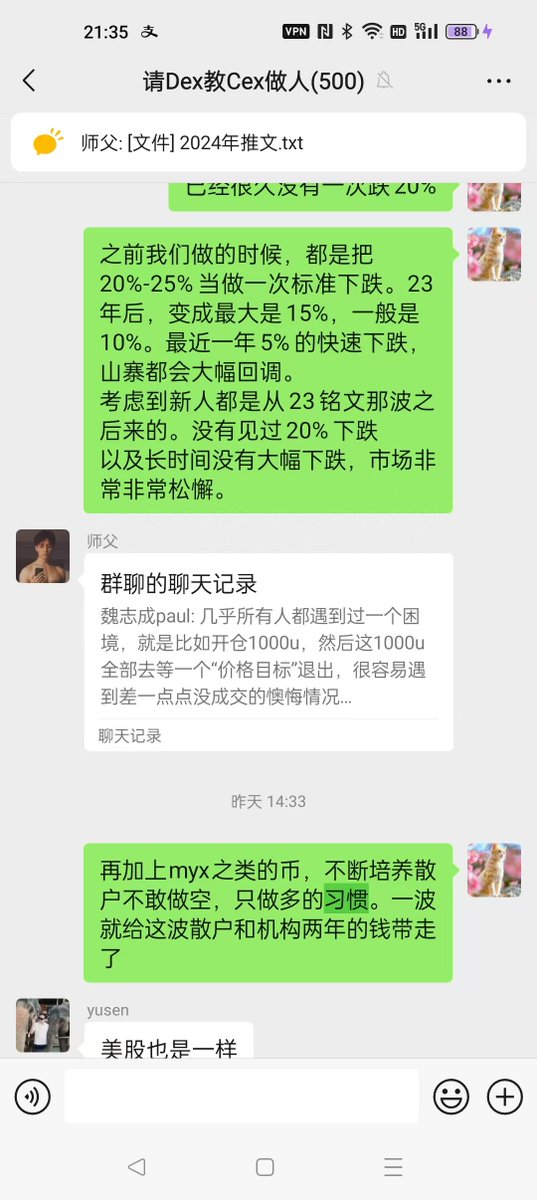 21:35
VPN
HD
5G
88
请Dex教Cex做人(500)
师父: [文件] 2024年推文.txt
已经很久没有一次跌 20%
之前我们做的时候，都是把
20%-25% 当做一次标准下跌。23
年后，变成最大是 15%，一般是
10%。最近一年 5% 的快速下跌，
山寨都会大幅回调。
考虑到新人都是从 23 铭文那波之
后来的。没有见过 20% 下跌
以及长时间没有大幅下跌，市场非
常非常松懈。
师父
群聊的聊天记录
魏志成paul: 几乎所有人都遇到过一个困
境，就是比如开仓1000u，然后这1000u
全部去等一个“价格目标”退出，很容易遇
到差一点点没成交的懊悔情况...
聊天记录
昨天 14:33
再加上myx之类的币，不断培养散
户不敢做空，只做多的习惯。一波
就给这波散户和机构两年的钱带走
了
yusen
美股也是一样